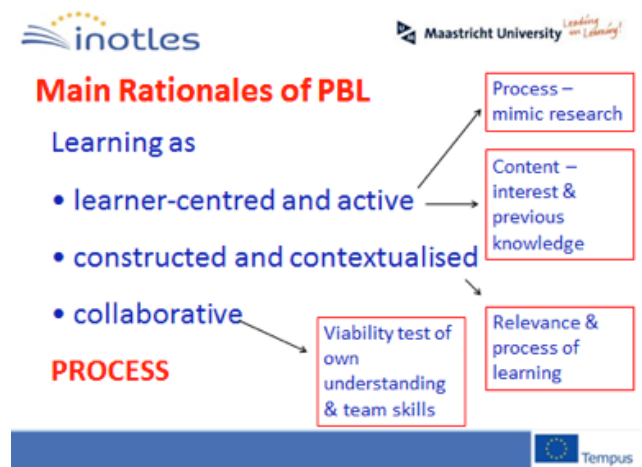 inotles
Maastricht University
Leading
in Learning!
Main Rationales of PBL
Learning as
• learner-centred and active
• constructed and contextualised
• collaborative
PROCESS
Process –
mimic research
Content –
interest &
previous
knowledge
Relevance &
process of
learning
Viability test of
own
understanding
& team skills
Tempus